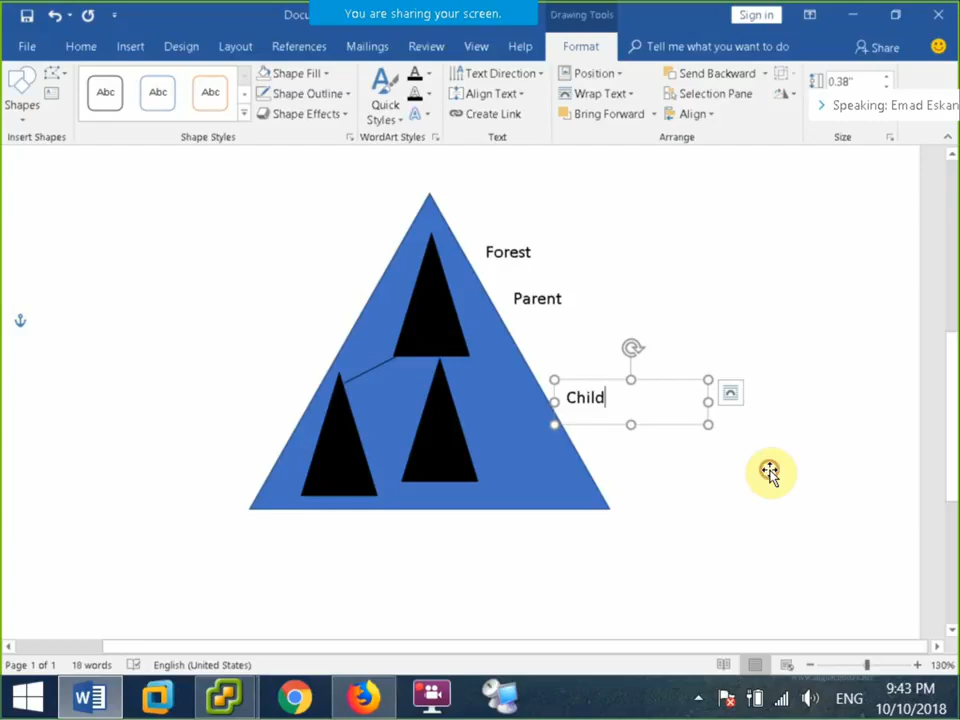 You are sharing your screen.
Docu
Drawing Tools
Sign in
File
Home
Insert
Design
Layout
References
Mailings
Review
View
Help
Format
Tell me what you want to do
Share
Shapes
Abc
Abc
Abc
Shape Fill
Shape Outline
Shape Effects
Quick
Styles
A
A
A
A
Text Direction
Align Text
Create Link
Position
Wrap Text
Bring Forward
Send Backward
Selection Pane
Align
0.38"
Speaking: Emad Eskan
Insert Shapes
Shape Styles
WordArt Styles
Text
Arrange
Size
Forest
Parent
Child
Page 1 of 1
18 words
English (United States)
130%
W
ENG
9:43 PM
10/10/2018